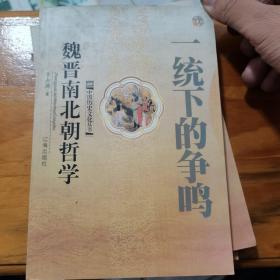 一统下的争鸣
中国历史文化丛书
魏晋南北朝哲学
辽海出版社